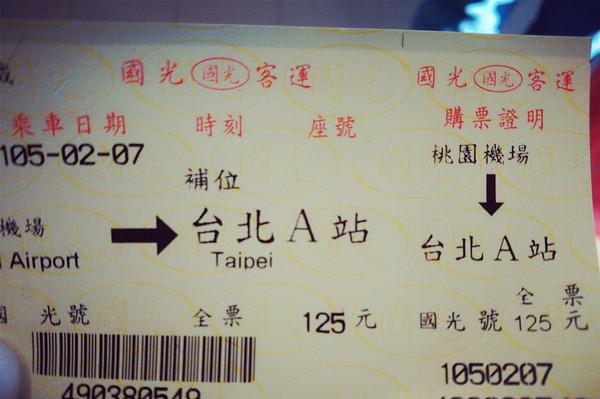 國光 國光 客運
國光 國光 客運
乘車日期 時刻 座號
購票證明
105-02-07
桃園機場
補位
機場 台北A站
台北A站
Airport Taipei
光號 全票 125元
全票
國光號 125元
490380549
1050207